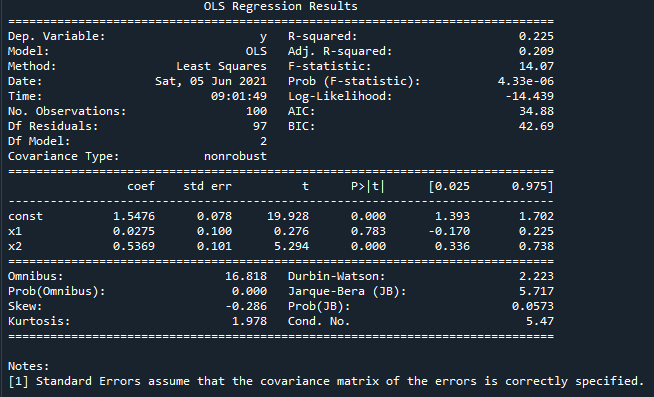 OLS Regression Results
==============================================================================
Dep. Variable: y R-squared: 0.225
Model: OLS Adj. R-squared: 0.209
Method: Least Squares F-statistic: 14.07
Date: Sat, 05 Jun 2021 Prob (F-statistic): 4.33e-06
Time: 09:01:49 Log-Likelihood: -14.439
No. Observations: 100 AIC: 34.88
Df Residuals: 97 BIC: 42.69
Df Model: 2
Covariance Type: nonrobust
==============================================================================
coef std err t P>|t| [0.025 0.975]
------------------------------------------------------------------------------
const 1.5476 0.078 19.928 0.000 1.393 1.702
x1 0.0275 0.100 0.276 0.783 -0.170 0.225
x2 0.5369 0.101 5.294 0.000 0.336 0.738
==============================================================================
Omnibus: 16.818 Durbin-Watson: 2.223
Prob(Omnibus): 0.000 Jarque-Bera (JB): 5.717
Skew: -0.286 Prob(JB): 0.0573
Kurtosis: 1.978 Cond. No. 5.47
==============================================================================
Notes:
[1] Standard Errors assume that the covariance matrix of the errors is correctly specified.